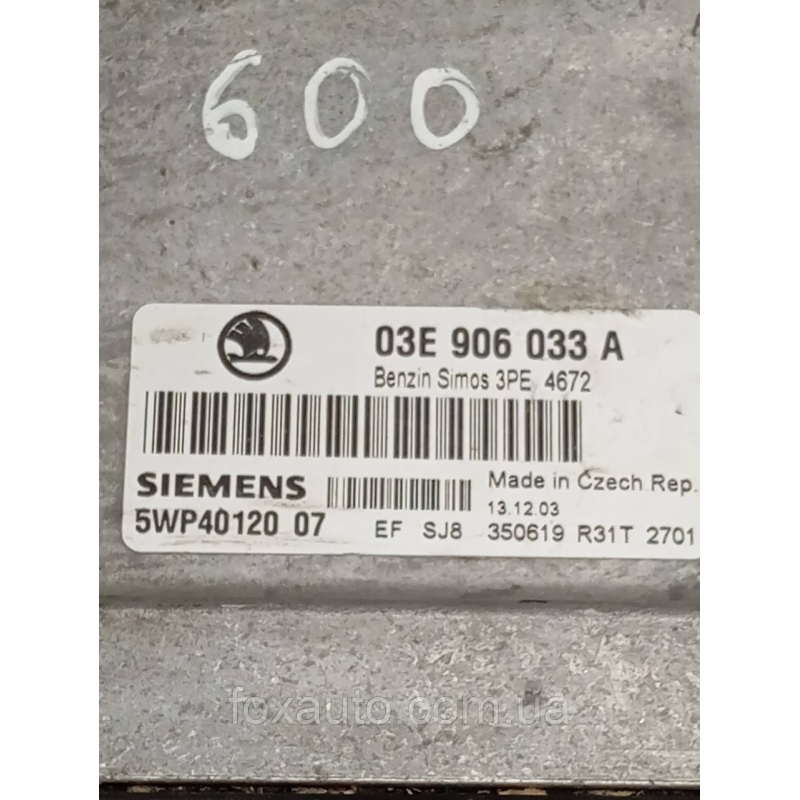 600
03E 906 033 A
Benzin Simos 3PE 4672
SIEMENS
Made in Czech Rep.
13.12.03
5WP40120 07
EF SJ8 350619 R31T 2701
foxauto.com.ua